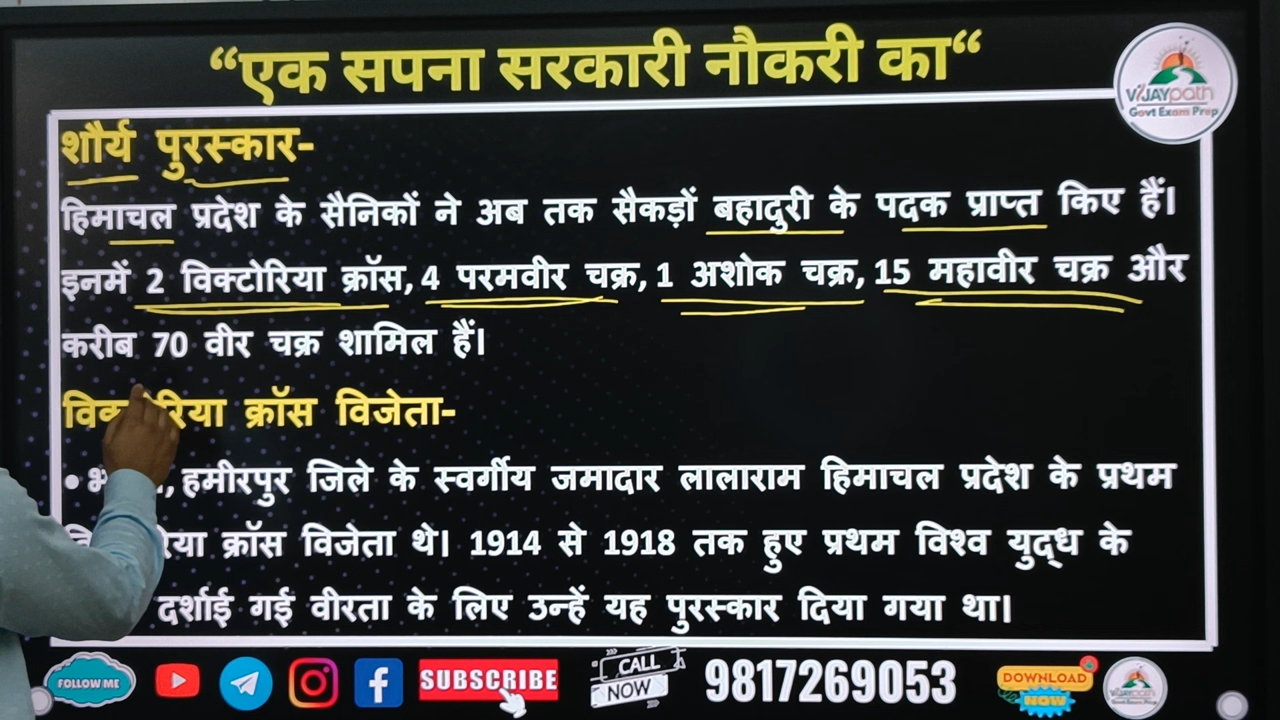 “एक सपना सरकारी नौकरी का“
VIJAYpath
Govt Exam Prep
शौर्य पुरस्कार-
हिमाचल प्रदेश के सैनिकों ने अब तक सैकड़ों बहादुरी के पदक प्राप्त किए हैं।
इनमें 2 विक्टोरिया क्रॉस, 4 परमवीर चक्र, 1 अशोक चक्र, 15 महावीर चक्र और
करीब 70 वीर चक्र शामिल हैं।
क्रॉस विजेता-
• हमीरपुर जिले के स्वर्गीय जमादार लालाराम हिमाचल प्रदेश के प्रथम
क्रॉस विजेता थे। 1914 से 1918 तक हुए प्रथम विश्व युद्ध के
दर्शाई गई वीरता के लिए उन्हें यह पुरस्कार दिया गया था।
FOLLOW ME
SUBSCRIBE
CALL
NOW
9817269053
DOWNLOAD
NOW